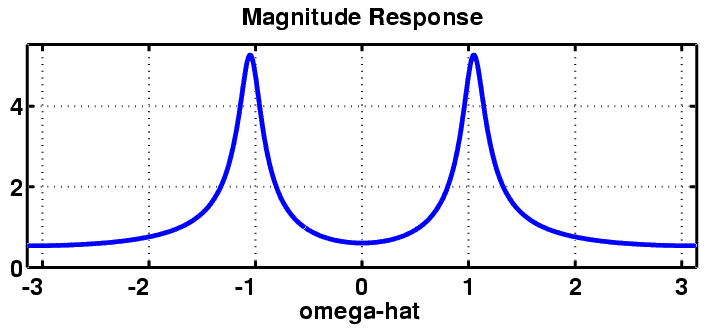 Magnitude Response
4
2
0
-3 -2 -1 0 1 2 3
omega-hat